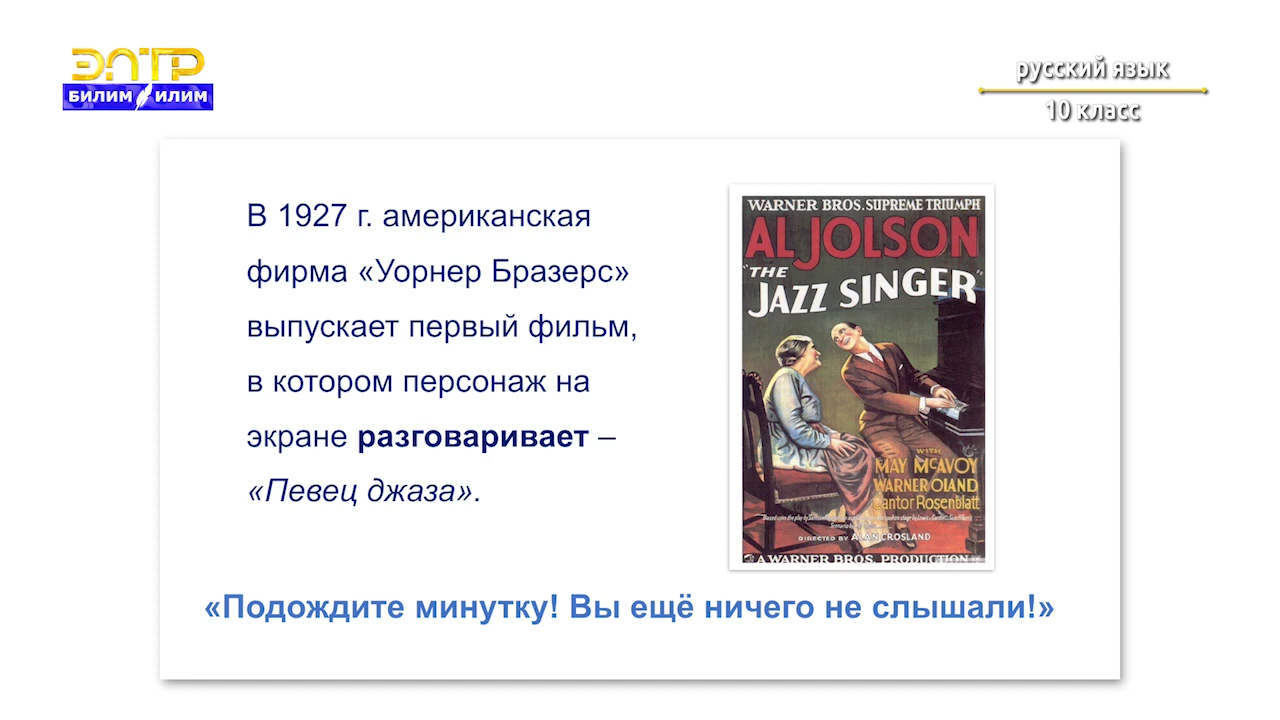 ЭЛТР
БИЛИМ ИЛИМ
русский язык
10 класс
В 1927 г. американская
фирма «Уорнер Бразерс»
выпускает первый фильм,
в котором персонаж на
экране разговаривает –
«Певец джаза».
WARNER BROS. SUPREME TRIUMPH
AL JOLSON
"THE
JAZZ SINGER"
WITH
MAY McAVOY
WARNER OLAND
Cantor Rosenblatt
DIRECTED BY ALAN CROSLAND
A WARNER BROS. PRODUCTION
«Подождите минутку! Вы ещё ничего не слышали!»